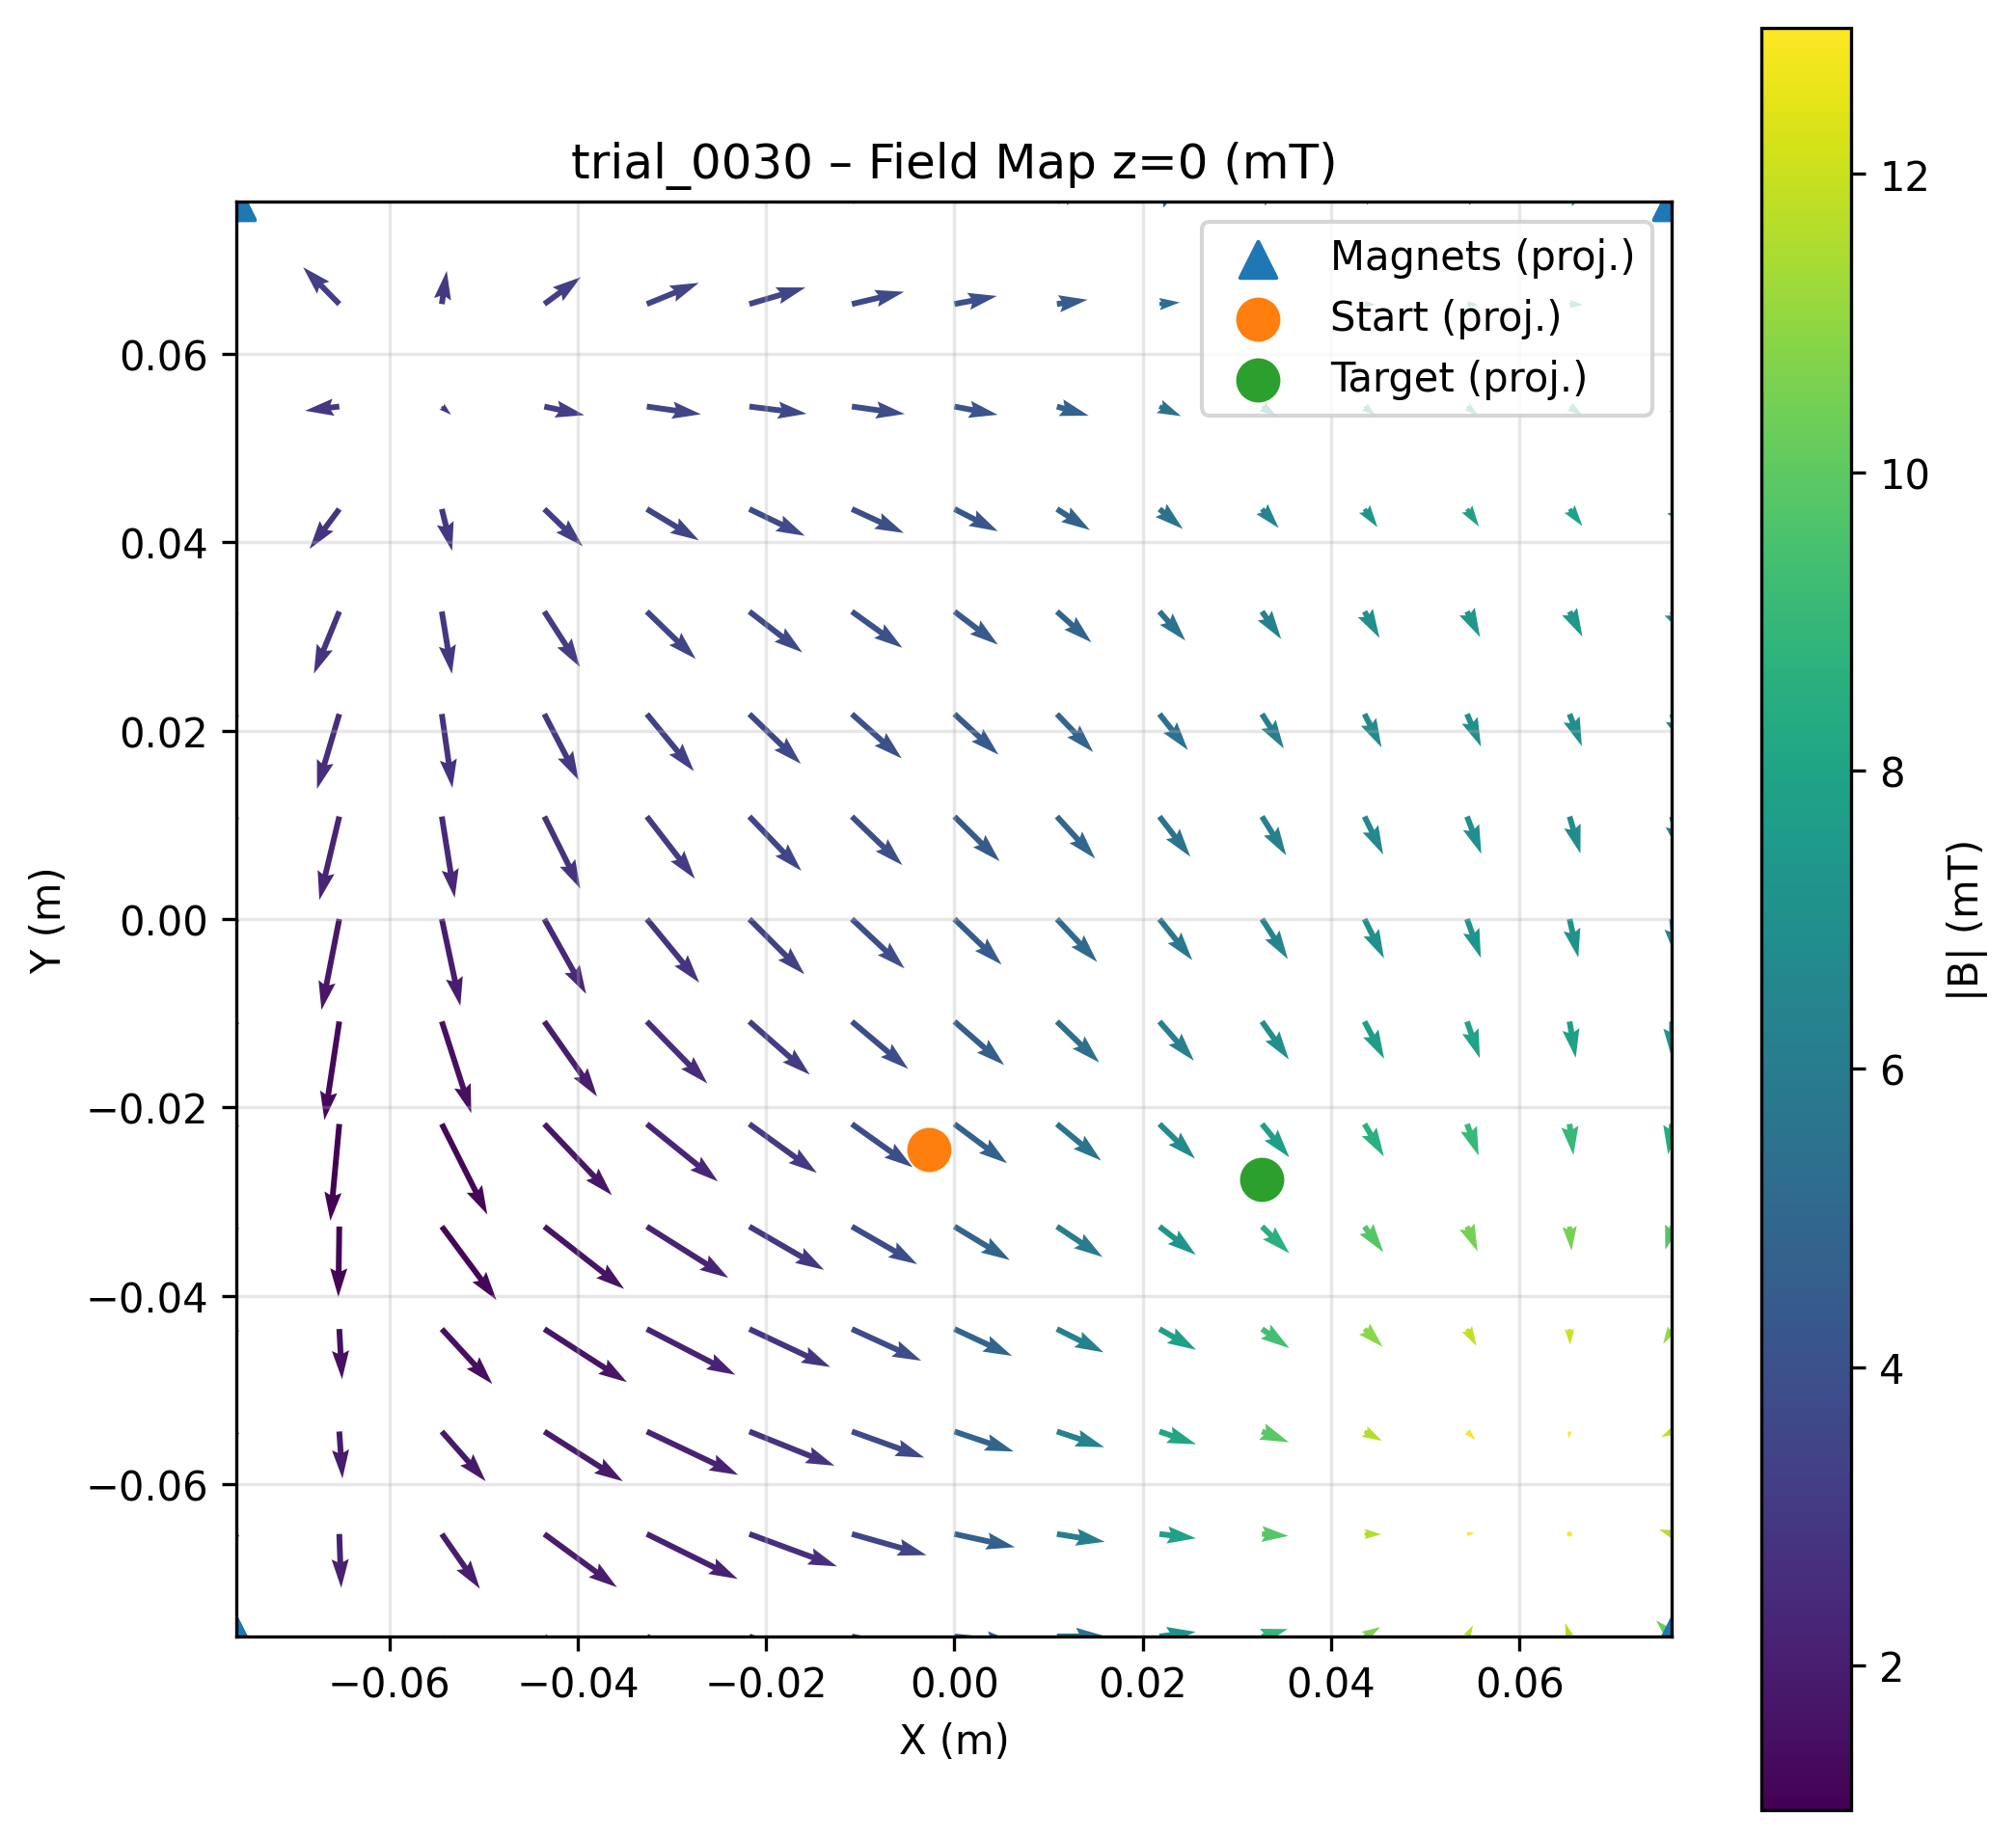 trial_0030 – Field Map z=0 (mT)
Magnets (proj.)
Start (proj.)
Target (proj.)
Y (m)
0.06
0.04
0.02
0.00
−0.02
−0.04
−0.06
−0.06
−0.04
−0.02
0.00
0.02
0.04
0.06
X (m)
12
10
8
6
4
2
|B| (mT)